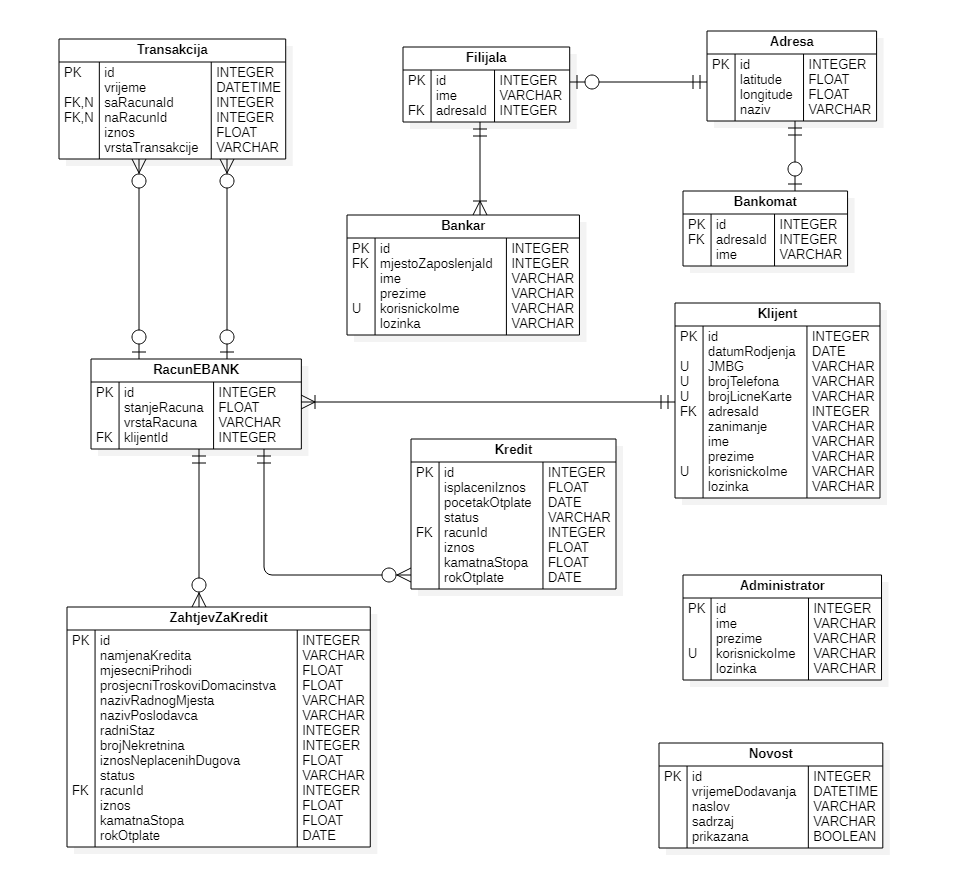 Transakcija
PK id INTEGER
vrijeme DATETIME
FK,N saRacunaId INTEGER
FK,N naRacunId INTEGER
iznos FLOAT
vrstaTransakcije VARCHAR
Filijala
PK id INTEGER
ime VARCHAR
FK adresaId INTEGER
Adresa
PK id INTEGER
latitude FLOAT
longitude FLOAT
naziv VARCHAR
Bankomat
PK id INTEGER
FK adresaId INTEGER
ime VARCHAR
Bankar
PK id INTEGER
FK mjestoZaposlenjaId INTEGER
ime VARCHAR
prezime VARCHAR
U korisnickoIme VARCHAR
lozinka VARCHAR
Klijent
PK id INTEGER
datumRodjenja DATE
U JMBG VARCHAR
U brojTelefona VARCHAR
U brojLicneKarte VARCHAR
FK adresaId INTEGER
zanimanje VARCHAR
ime VARCHAR
prezime VARCHAR
U korisnickoIme VARCHAR
lozinka VARCHAR
RacunEBANK
PK id INTEGER
stanjeRacuna FLOAT
vrstaRacuna VARCHAR
FK klijentId INTEGER
Kredit
PK id INTEGER
isplaceniIznos FLOAT
pocetakOtplate DATE
status VARCHAR
FK racunId INTEGER
iznos FLOAT
kamatnaStopa FLOAT
rokOtplate DATE
Administrator
PK id INTEGER
ime VARCHAR
prezime VARCHAR
U korisnickoIme VARCHAR
lozinka VARCHAR
ZahtjevZaKredit
PK id INTEGER
namjenaKredita VARCHAR
mjesecniPrihodi FLOAT
prosjecniTroskoviDomacinstva FLOAT
nazivRadnogMjesta VARCHAR
nazivPoslodavca VARCHAR
radniStaz INTEGER
brojNekretnina INTEGER
iznosNeplacenihDugova FLOAT
status VARCHAR
FK racunId INTEGER
iznos FLOAT
kamatnaStopa FLOAT
rokOtplate DATE
Novost
PK id INTEGER
vrijemeDodavanja DATETIME
naslov VARCHAR
sadrzaj VARCHAR
prikazana BOOLEAN